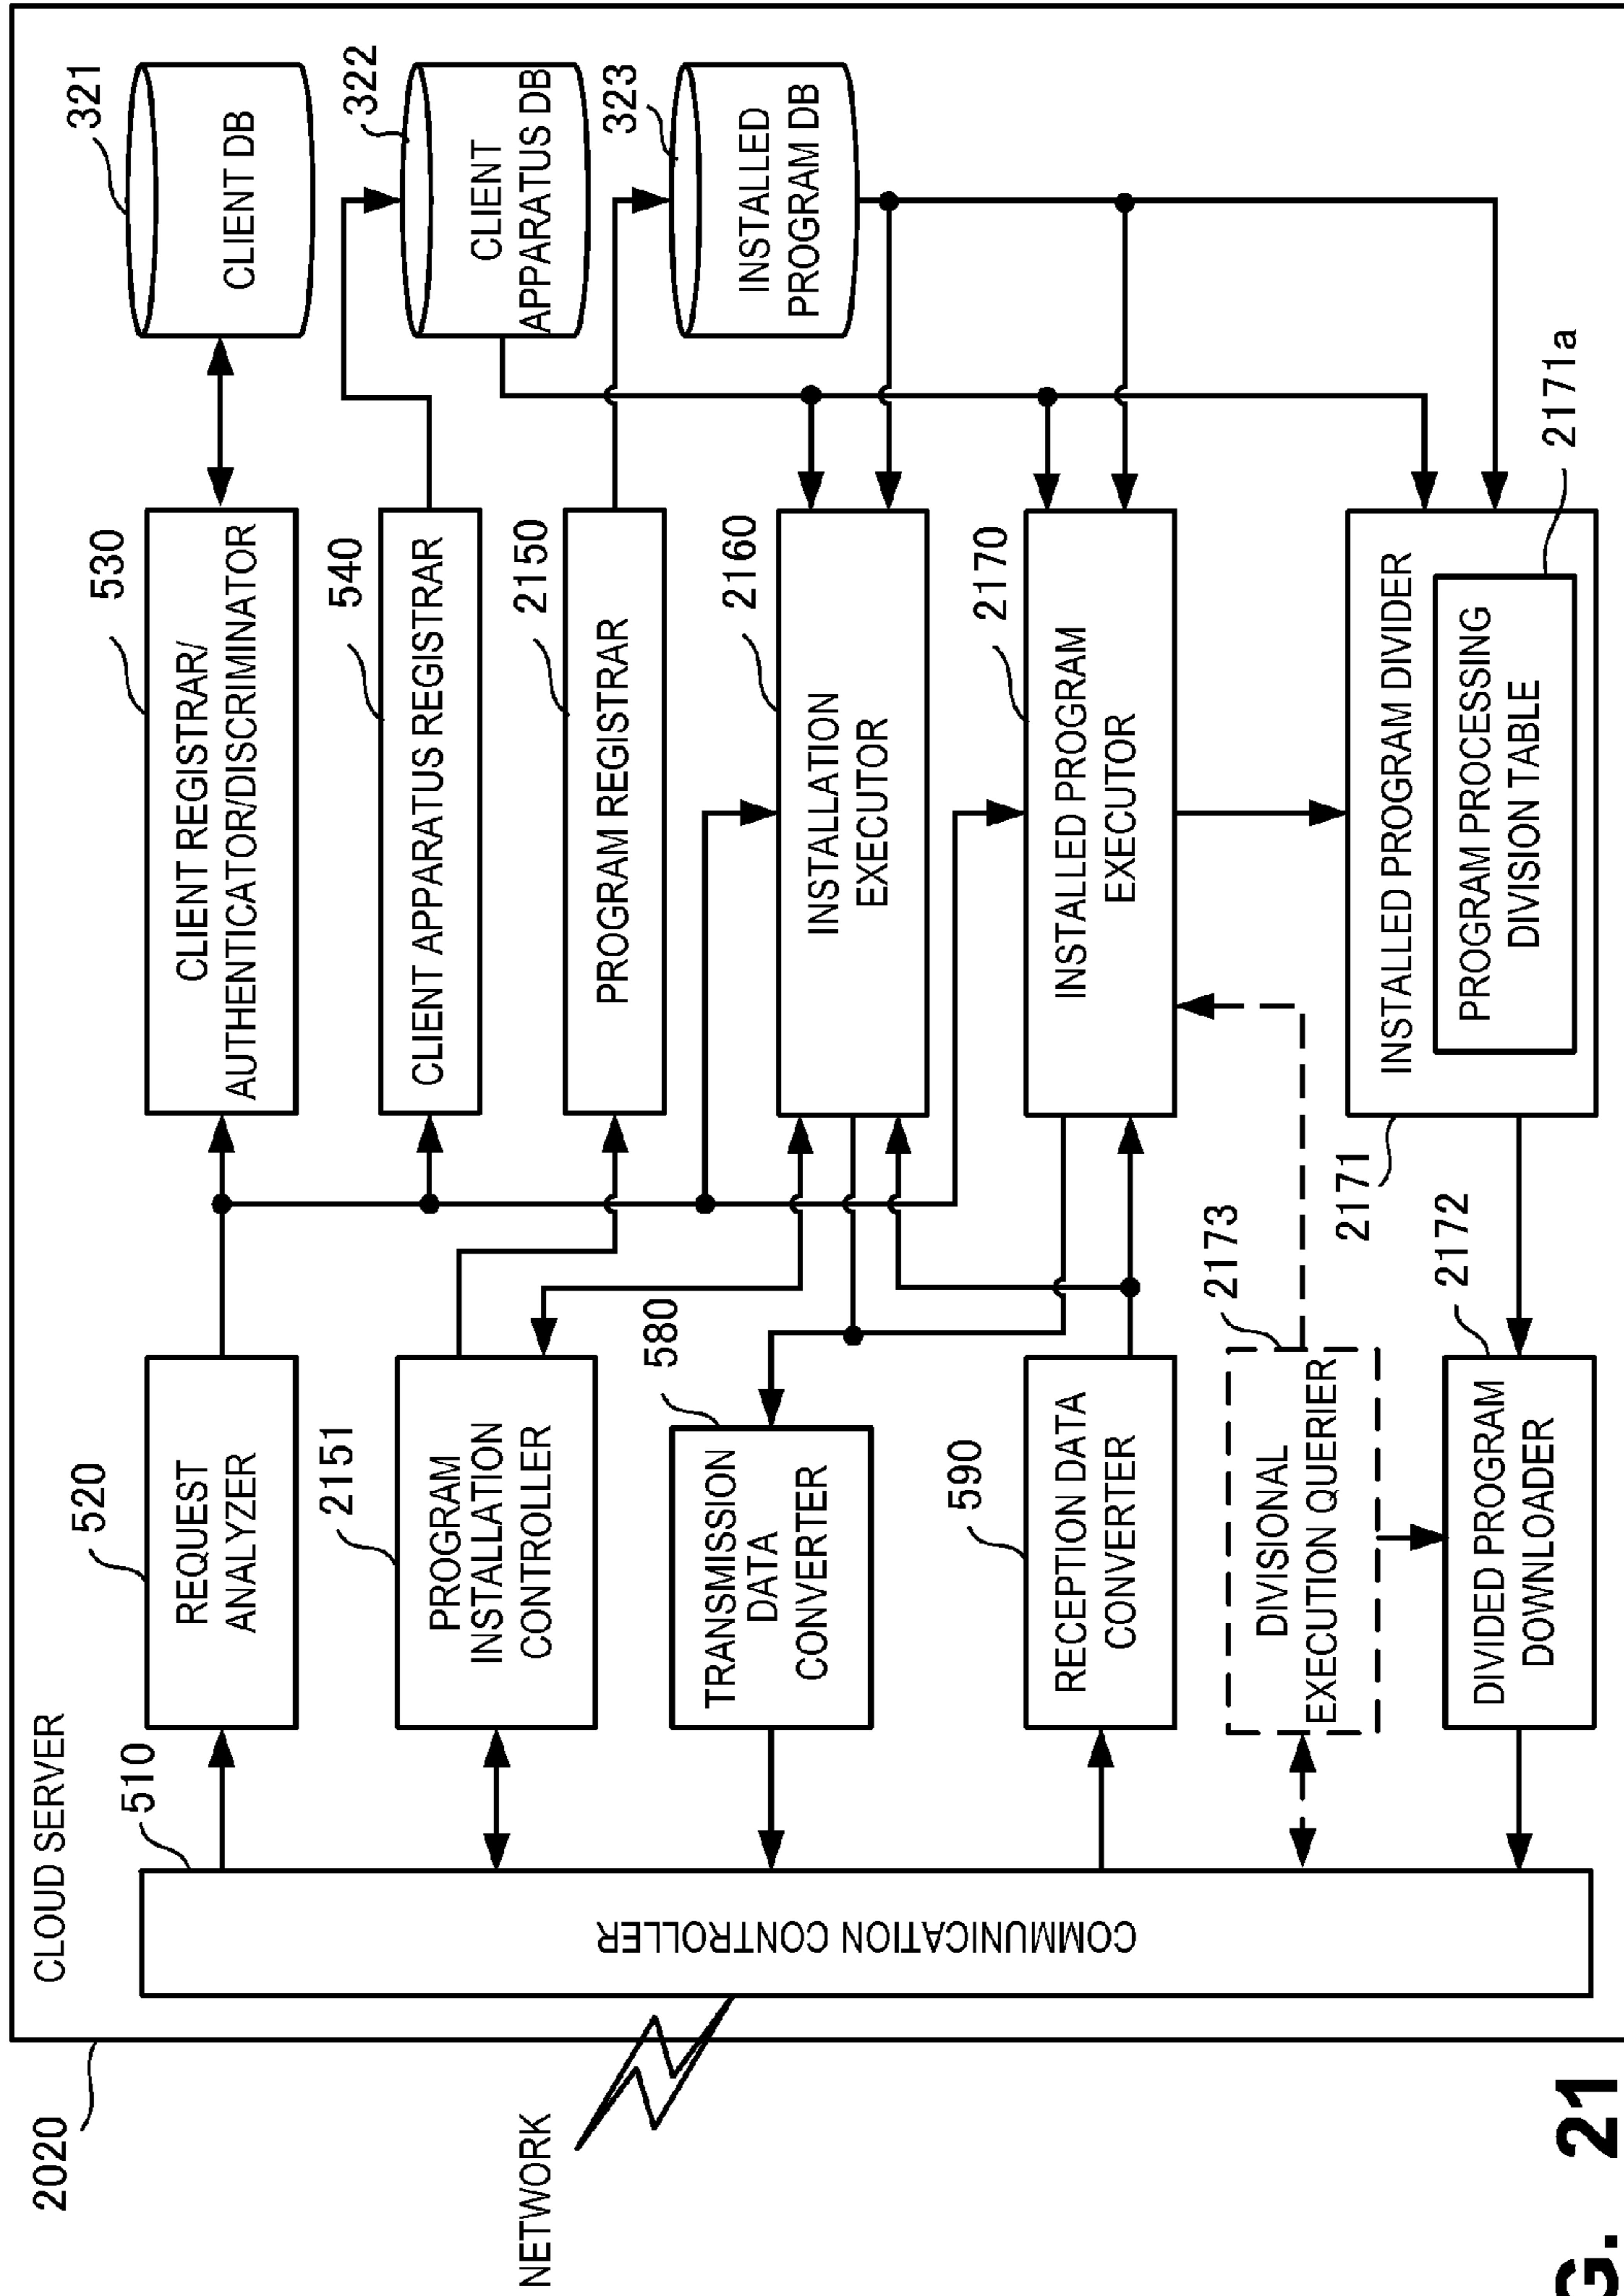 2020
CLOUD SERVER
NETWORK
510
COMMUNICATION CONTROLLER
520
REQUEST
ANALYZER
2151
PROGRAM
INSTALLATION
CONTROLLER
580
TRANSMISSION
DATA
CONVERTER
590
RECEPTION DATA
CONVERTER
2173
DIVISIONAL
EXECUTION QUERIER
2172
DIVIDED PROGRAM
DOWNLOADER
530
CLIENT REGISTRAR/
AUTHENTICATOR/DISCRIMINATOR
540
CLIENT APPARATUS REGISTRAR
2150
PROGRAM REGISTRAR
2160
INSTALLATION
EXECUTOR
2170
INSTALLED PROGRAM
EXECUTOR
2171
INSTALLED PROGRAM DIVIDER
2171a
PROGRAM PROCESSING
DIVISION TABLE
321
CLIENT DB
322
CLIENT
APPARATUS DB
323
INSTALLED
PROGRAM DB
G. 21